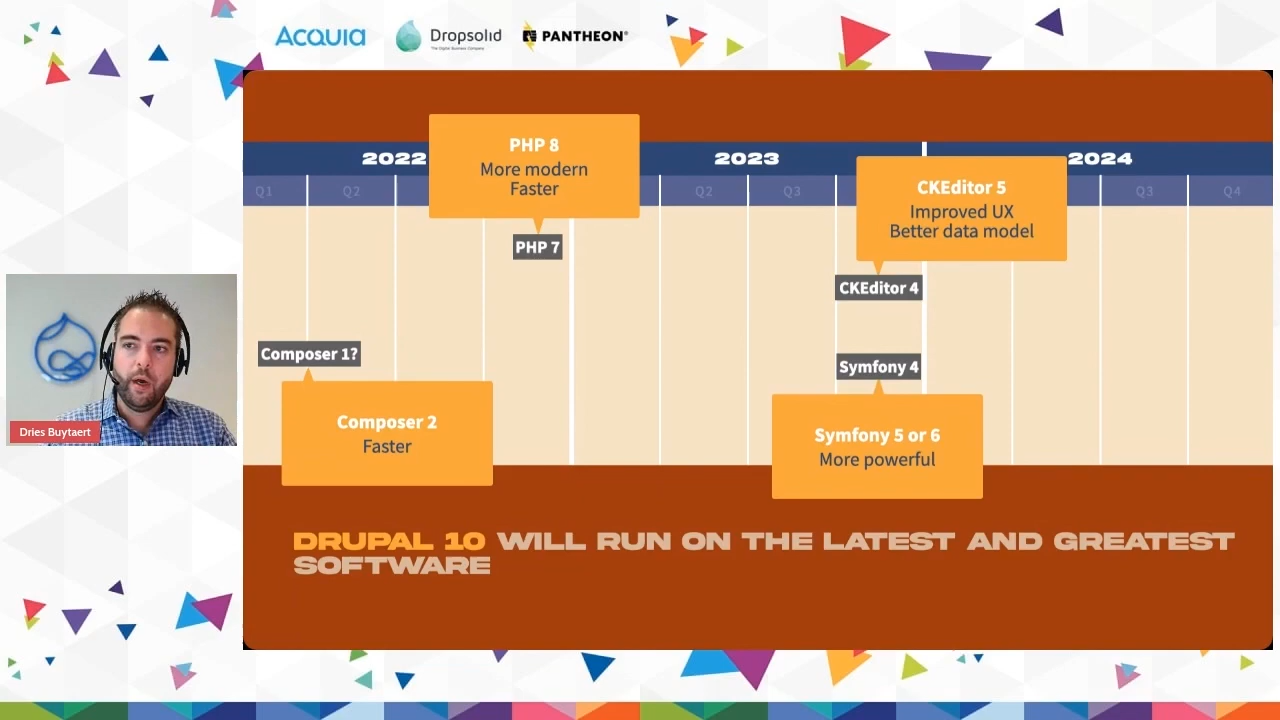 Acquia
Dropsolid
The Digital Business Company
PANTHEON
2022
2023
2024
Q1
Q2
Q2
Q3
Q3
Q4
PHP 8
More modern
Faster
PHP 7
CKEditor 5
Improved UX
Better data model
CKEditor 4
Composer 1?
Composer 2
Faster
Symfony 4
Symfony 5 or 6
More powerful
Dries Buytaert
DRUPAL 10 WILL RUN ON THE LATEST AND GREATEST
SOFTWARE